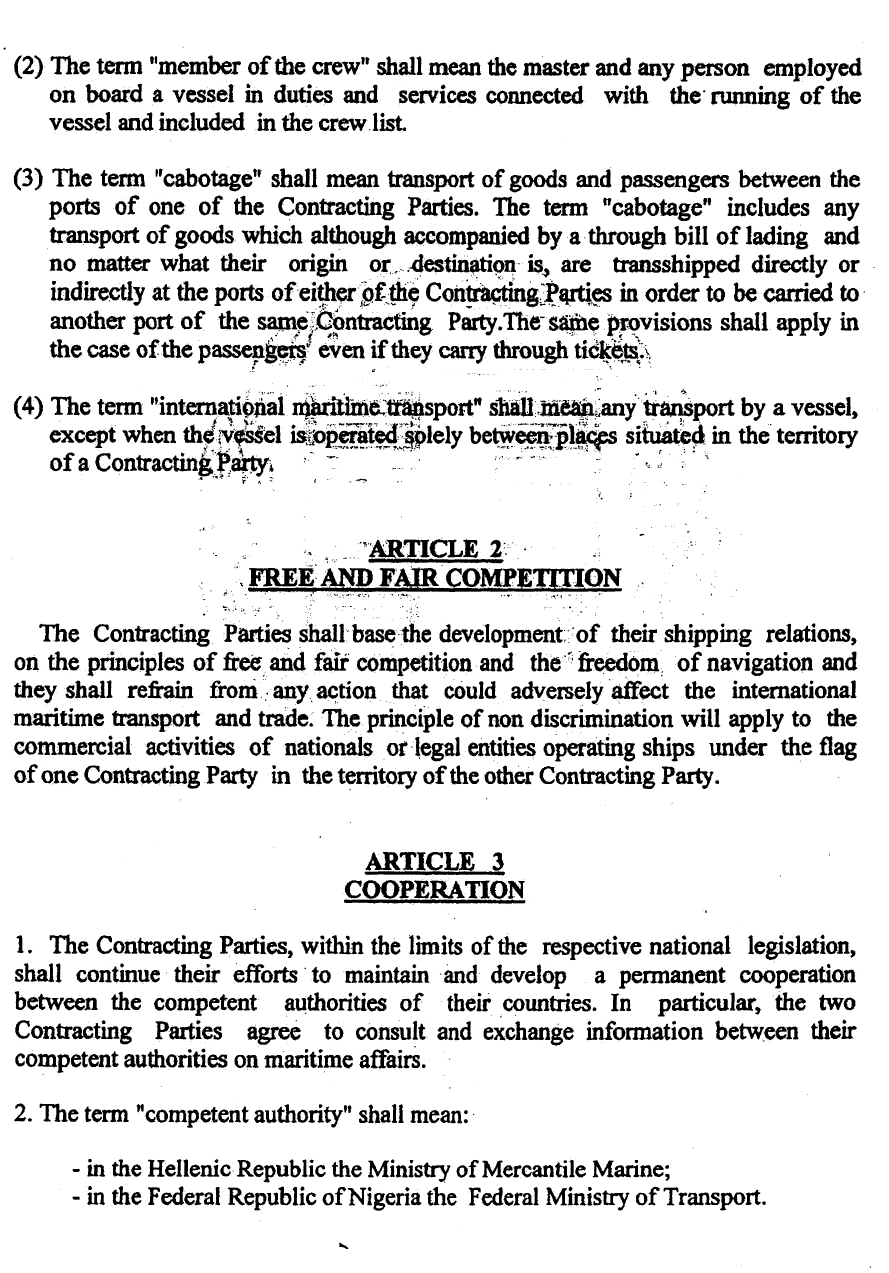 (2) The term "member of the crew" shall mean the master and any person employed
on board a vessel in duties and services connected with the running of the
vessel and included in the crew list.
(3) The term "cabotage" shall mean transport of goods and passengers between the
ports of one of the Contracting Parties. The term "cabotage" includes any
transport of goods which although accompanied by a through bill of lading and
no matter what their origin or destination is, are transshipped directly or
indirectly at the ports of either of the Contracting Parties in order to be carried to
another port of the same Contracting Party.The same provisions shall apply in
the case of the passengers even if they carry through tickets.
(4) The term "international maritime transport" shall mean any transport by a vessel,
except when the vessel is operated solely between places situated in the territory
of a Contracting Party.
ARTICLE 2
FREE AND FAIR COMPETITION
The Contracting Parties shall base the development of their shipping relations,
on the principles of free and fair competition and the freedom of navigation and
they shall refrain from any action that could adversely affect the international
maritime transport and trade. The principle of non discrimination will apply to the
commercial activities of nationals or legal entities operating ships under the flag
of one Contracting Party in the territory of the other Contracting Party.
ARTICLE 3
COOPERATION
1. The Contracting Parties, within the limits of the respective national legislation,
shall continue their efforts to maintain and develop a permanent cooperation
between the competent authorities of their countries. In particular, the two
Contracting Parties agree to consult and exchange information between their
competent authorities on maritime affairs.
2. The term "competent authority" shall mean:
- in the Hellenic Republic the Ministry of Mercantile Marine;
- in the Federal Republic of Nigeria the Federal Ministry of Transport.